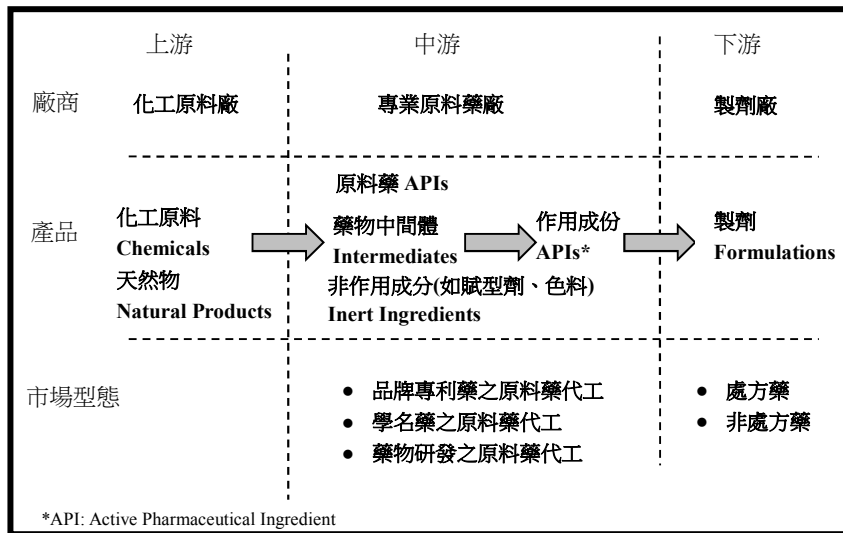 上游 中游 下游
廠商 化工原料廠 專業原料藥廠 製劑廠
原料藥 APIs
產品 化工原料 藥物中間體 作用成份 製劑
Chemicals Intermediates APIs* Formulations
天然物 非作用成分(如賦型劑、色料)
Natural Products Inert Ingredients
市場型態 ● 品牌專利藥之原料藥代工 ● 處方藥
● 學名藥之原料藥代工 ● 非處方藥
● 藥物研發之原料藥代工
*API: Active Pharmaceutical Ingredient